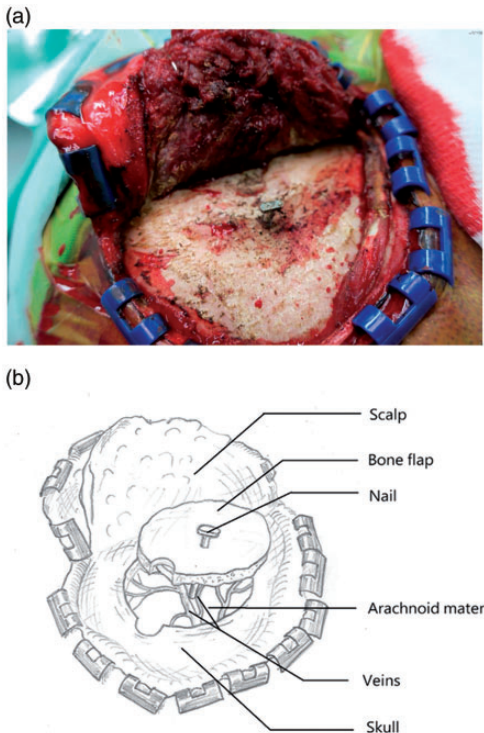 (a)
(b)
Scalp
Bone flap
Nail
Arachnoid mater
Veins
Skull